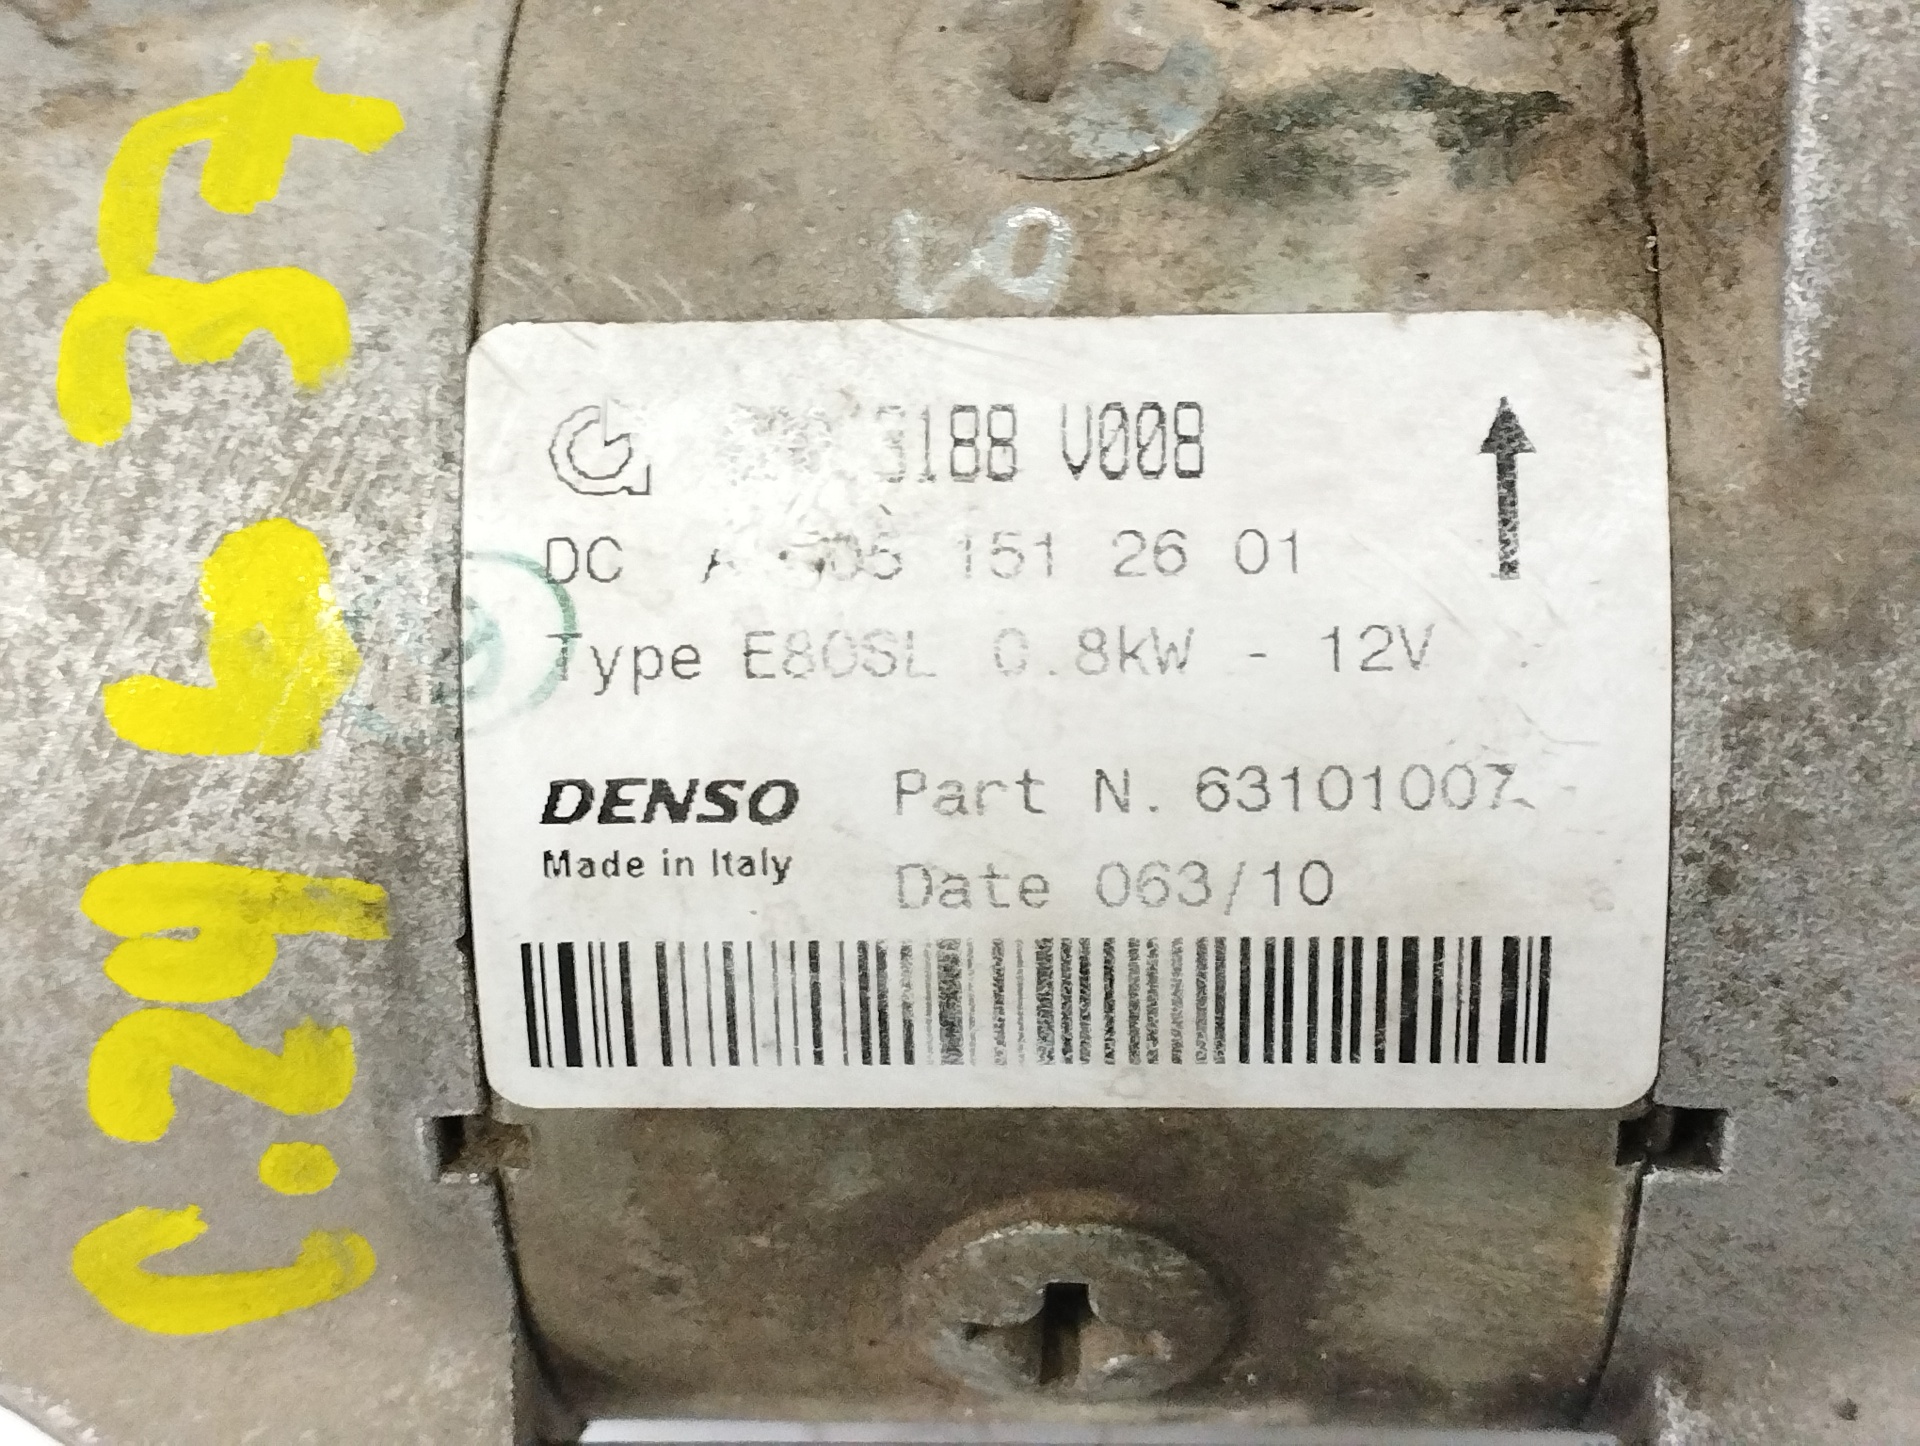 3188 V008
DC A 005 151 26 01
Type E80SL 0.8kW - 12V
DENSO
Made in Italy
Part N. 63101007
Date 063/10